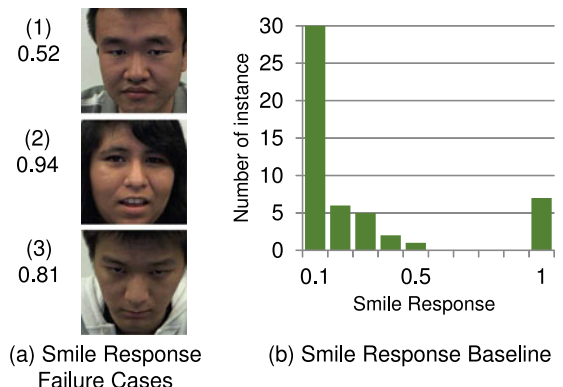 (1)
0.52
(2)
0.94
(3)
0.81
(a) Smile Response
Failure Cases
Number of instance
30
25
20
15
10
5
0
0.1 0.5 1
Smile Response
(b) Smile Response Baseline